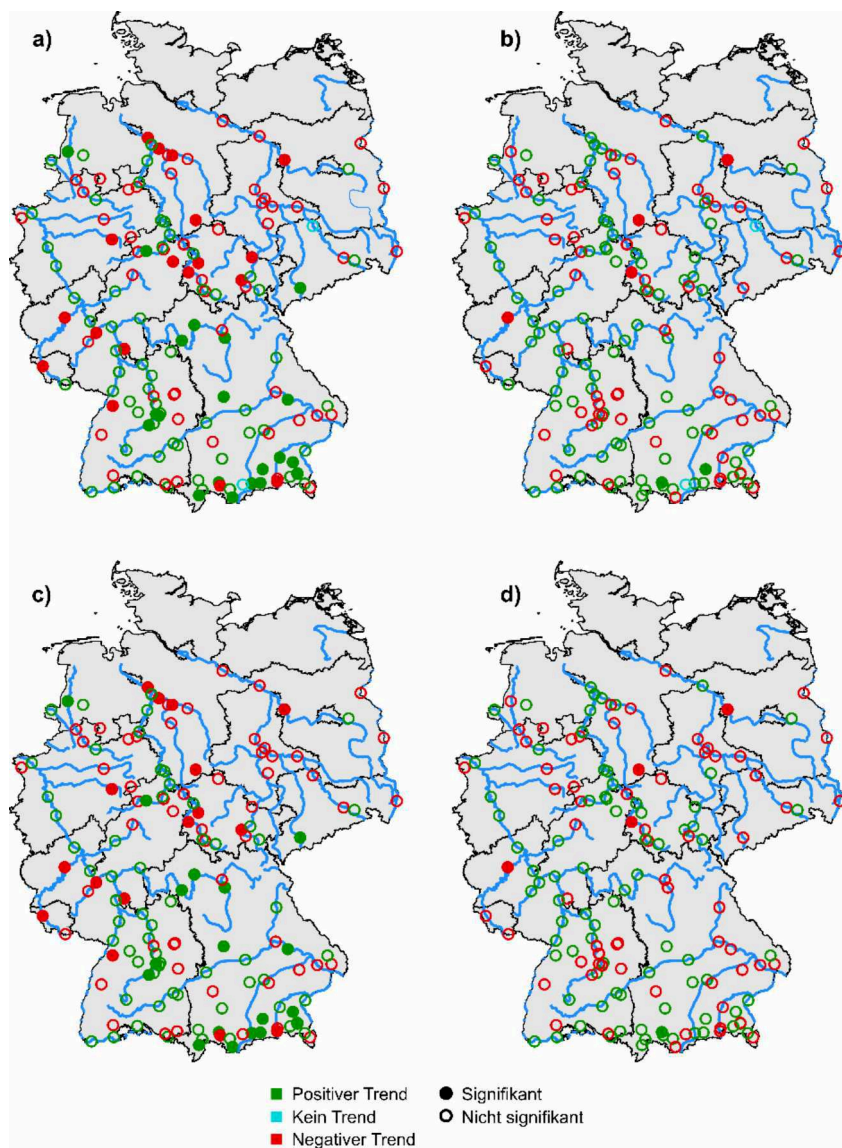 a)
b)
c)
d)
Positiver Trend
Signifikant
Kein Trend
Nicht signifikant
Negativer Trend